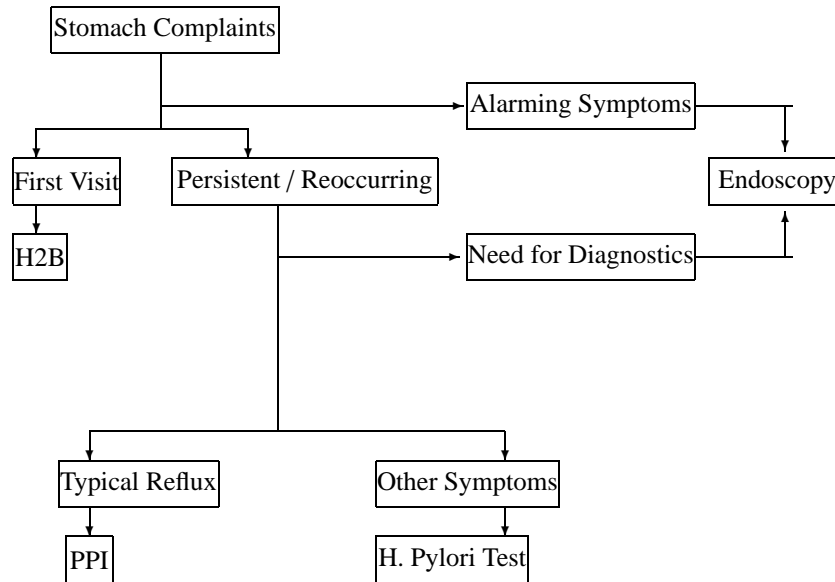 Stomach Complaints
Alarming Symptoms
First Visit
Persistent / Reoccurring
Endoscopy
H2B
Need for Diagnostics
Typical Reflux
Other Symptoms
PPI
H. Pylori Test